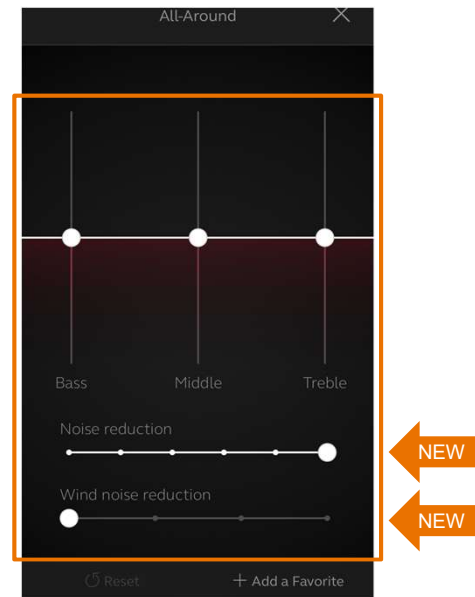 All-Around
Bass Middle Treble
Noise reduction
NEW
Wind noise reduction
NEW
Reset + Add a Favorite